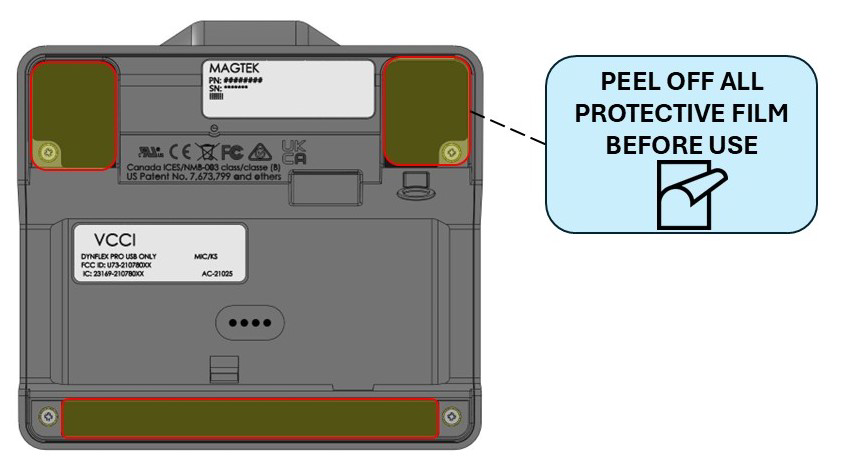 MAGTEK
PN: ########
SN: *******
PEEL OFF ALL
PROTECTIVE FILM
BEFORE USE
CE FC UK CA
Canada ICES/NMB-003 class/classe (B)
US Patent No. 7,673,799 and others
VCCI
DYNFLEX PRO USB ONLY MIC/KS
FCC ID: U73-210780XX
IC: 23169-210780XX AC-21025